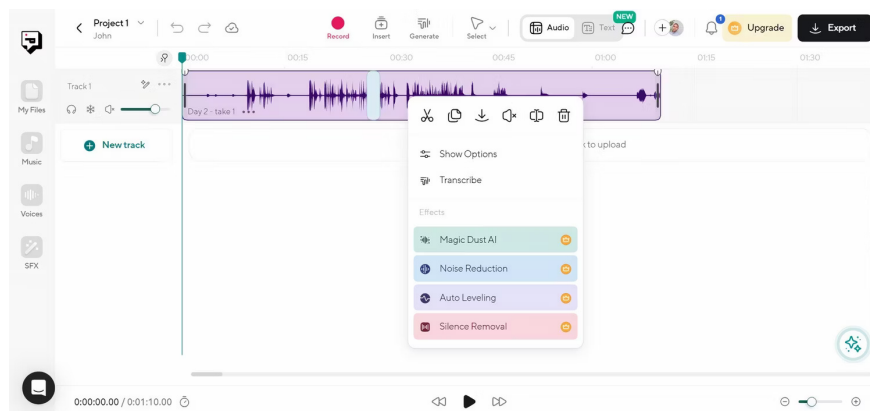 Project 1
John
Record
Insert
Generate
Select
Audio
Text
NEW
1
Upgrade
Export
00:00
00:15
00:30
00:45
01:00
01:15
01:30
My Files
Music
Voices
SFX
Track 1
Day 2 - take 1
New track
to upload
Show Options
Transcribe
Effects
Magic Dust AI
Noise Reduction
Auto Leveling
Silence Removal
0:00:00.00 / 0:01:10.00